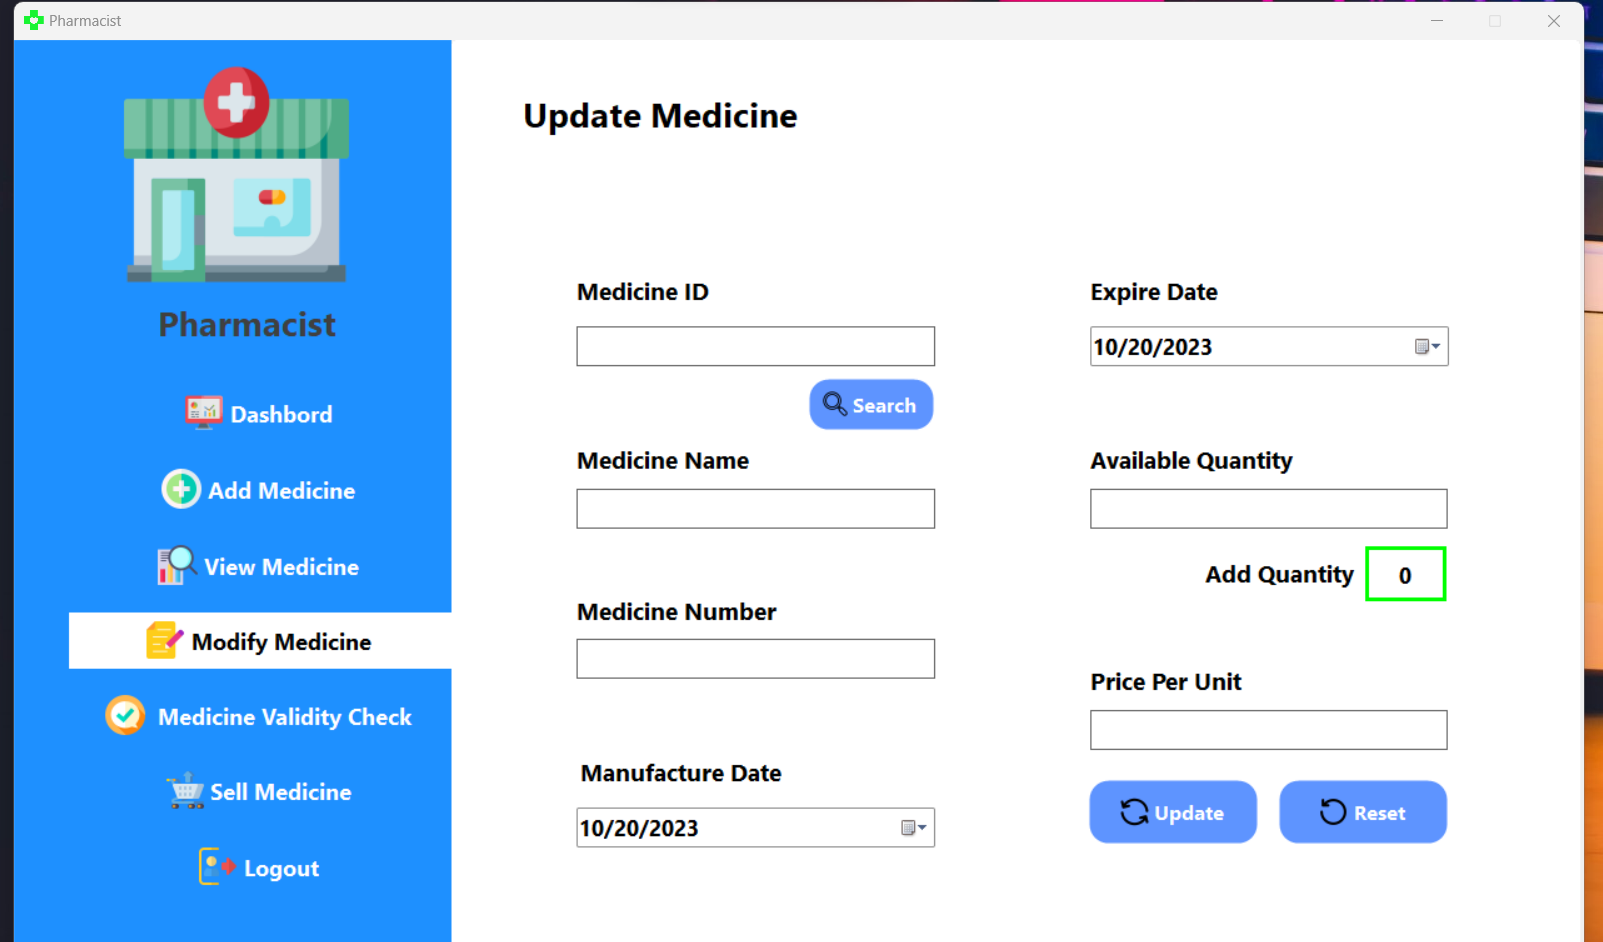 Pharmacist
Pharmacist
Dashbord
Add Medicine
View Medicine
Modify Medicine
Medicine Validity Check
Sell Medicine
Logout
Update Medicine
Medicine ID
Search
Medicine Name
Medicine Number
Manufacture Date
10/20/2023
Expire Date
10/20/2023
Available Quantity
Add Quantity 0
Price Per Unit
Update
Reset